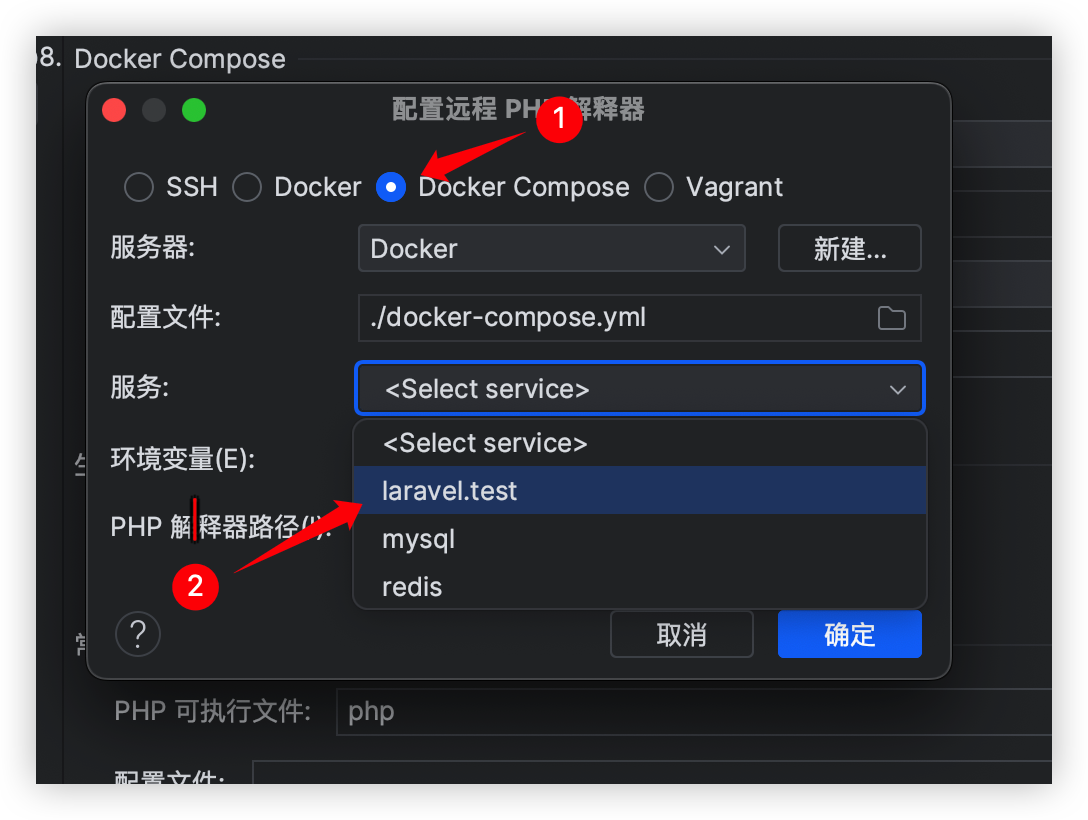 8. Docker Compose
配置远程 PHP 解释器
1
SSH Docker Docker Compose Vagrant
服务器: Docker 新建...
配置文件: ./docker-compose.yml
服务: <Select service>
<Select service>
环境变量(E):
laravel.test
PHP 解释器路径(I):
mysql
2
redis
? 取消 确定
PHP 可执行文件: php
配置文件: